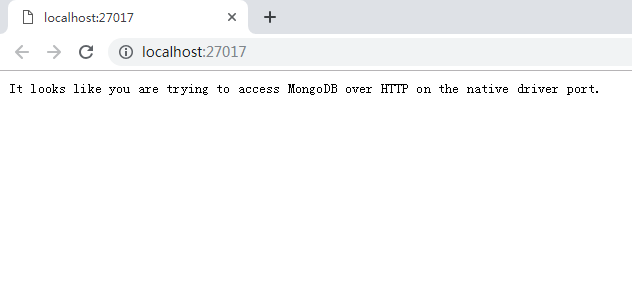 localhost:27017
localhost:27017
It looks like you are trying to access MongoDB over HTTP on the native driver port.